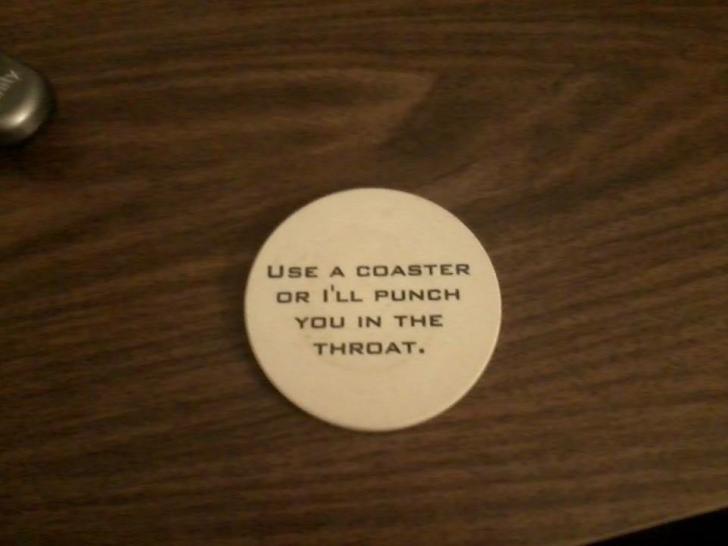 USE A COASTER
OR I'LL PUNCH
YOU IN THE
THROAT.